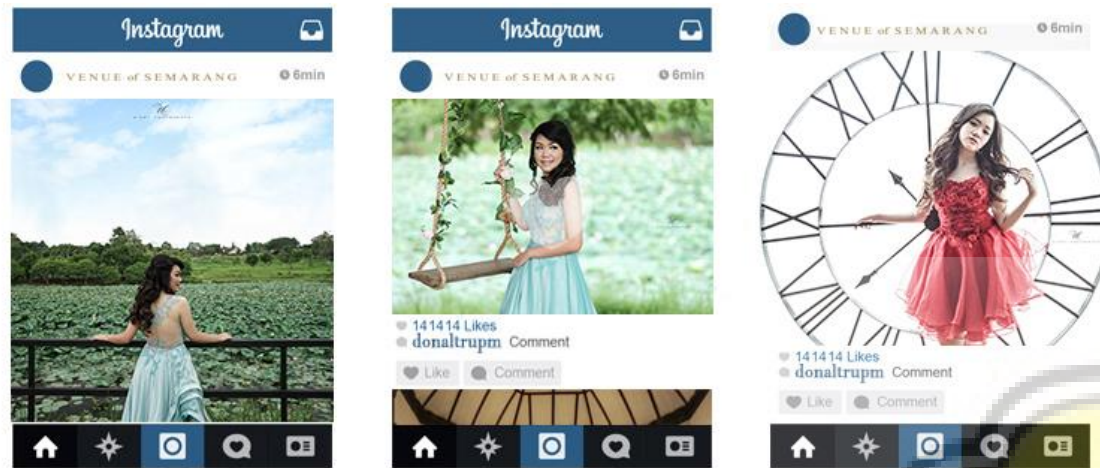 Instagram
VENUE of SEMARANG 6min
Instagram
VENUE of SEMARANG 6min
141414 Likes
donaltrupm Comment
Like Comment
VENUE of SEMARANG 6min
141414 Likes
donaltrupm Comment
Like Comment